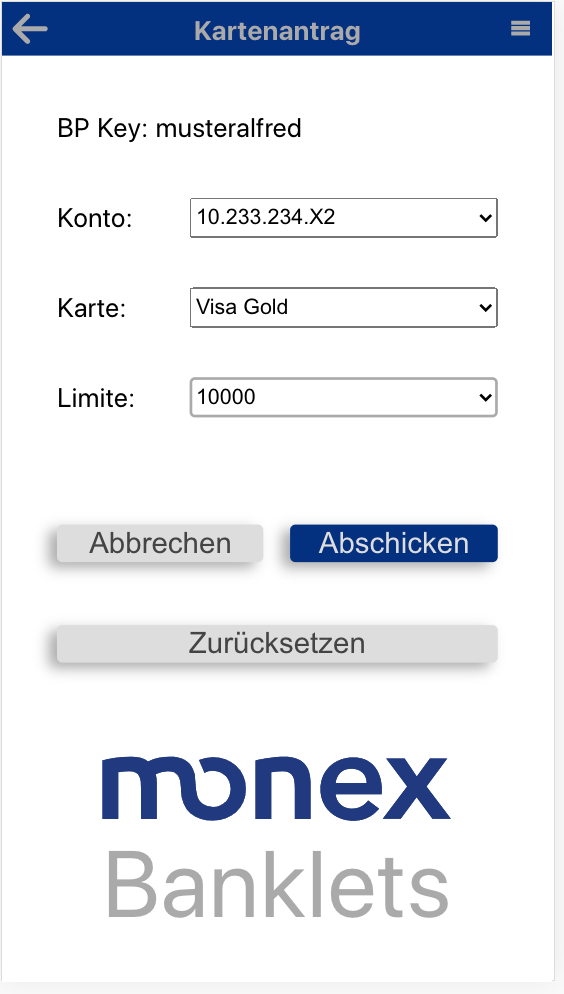 Kartenantrag
BP Key: musteralfred
Konto: 10.233.234.X2
Karte: Visa Gold
Limite: 10000
Abbrechen Abschicken
Zurücksetzen
monex
Banklets